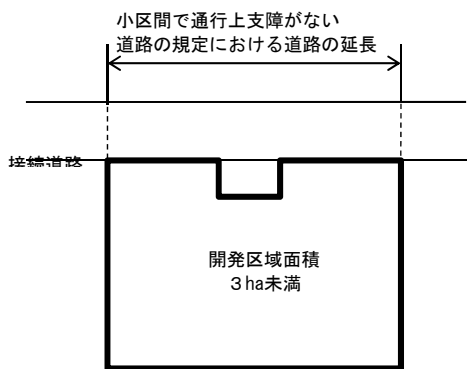 小区間で通行上支障がない
道路の規定における道路の延長
接続道路
開発区域面積
３ha未満